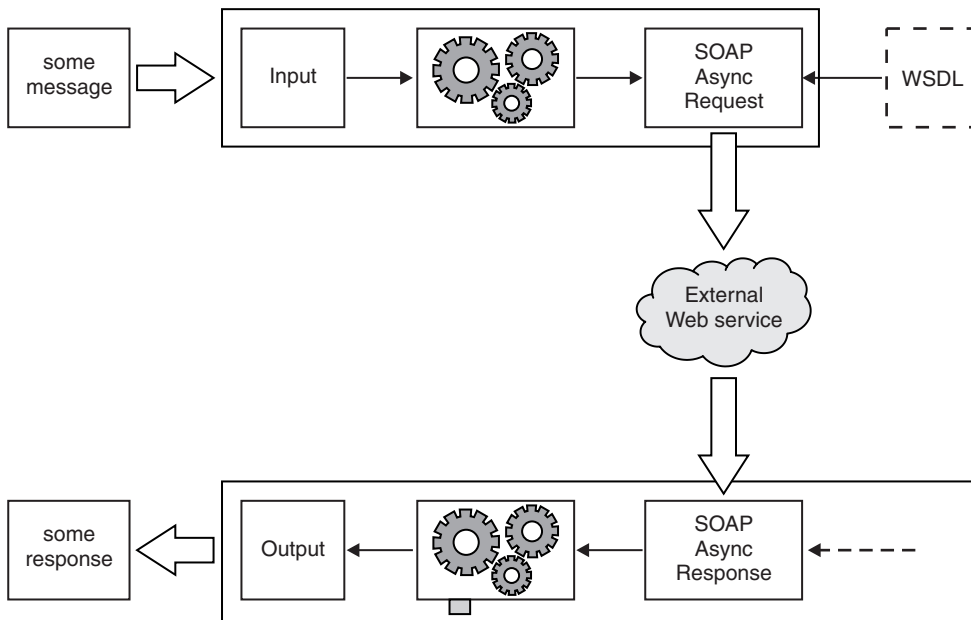 some
message
Input
SOAP
Async
Request
WSDL
External
Web service
some
response
Output
SOAP
Async
Response